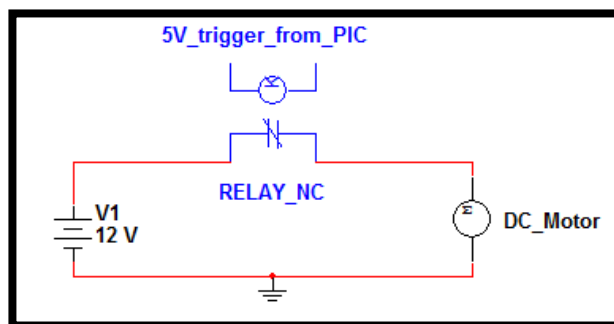 5V_trigger_from_PIC
K
RELAY_NC
V1
12 V
M
DC_Motor